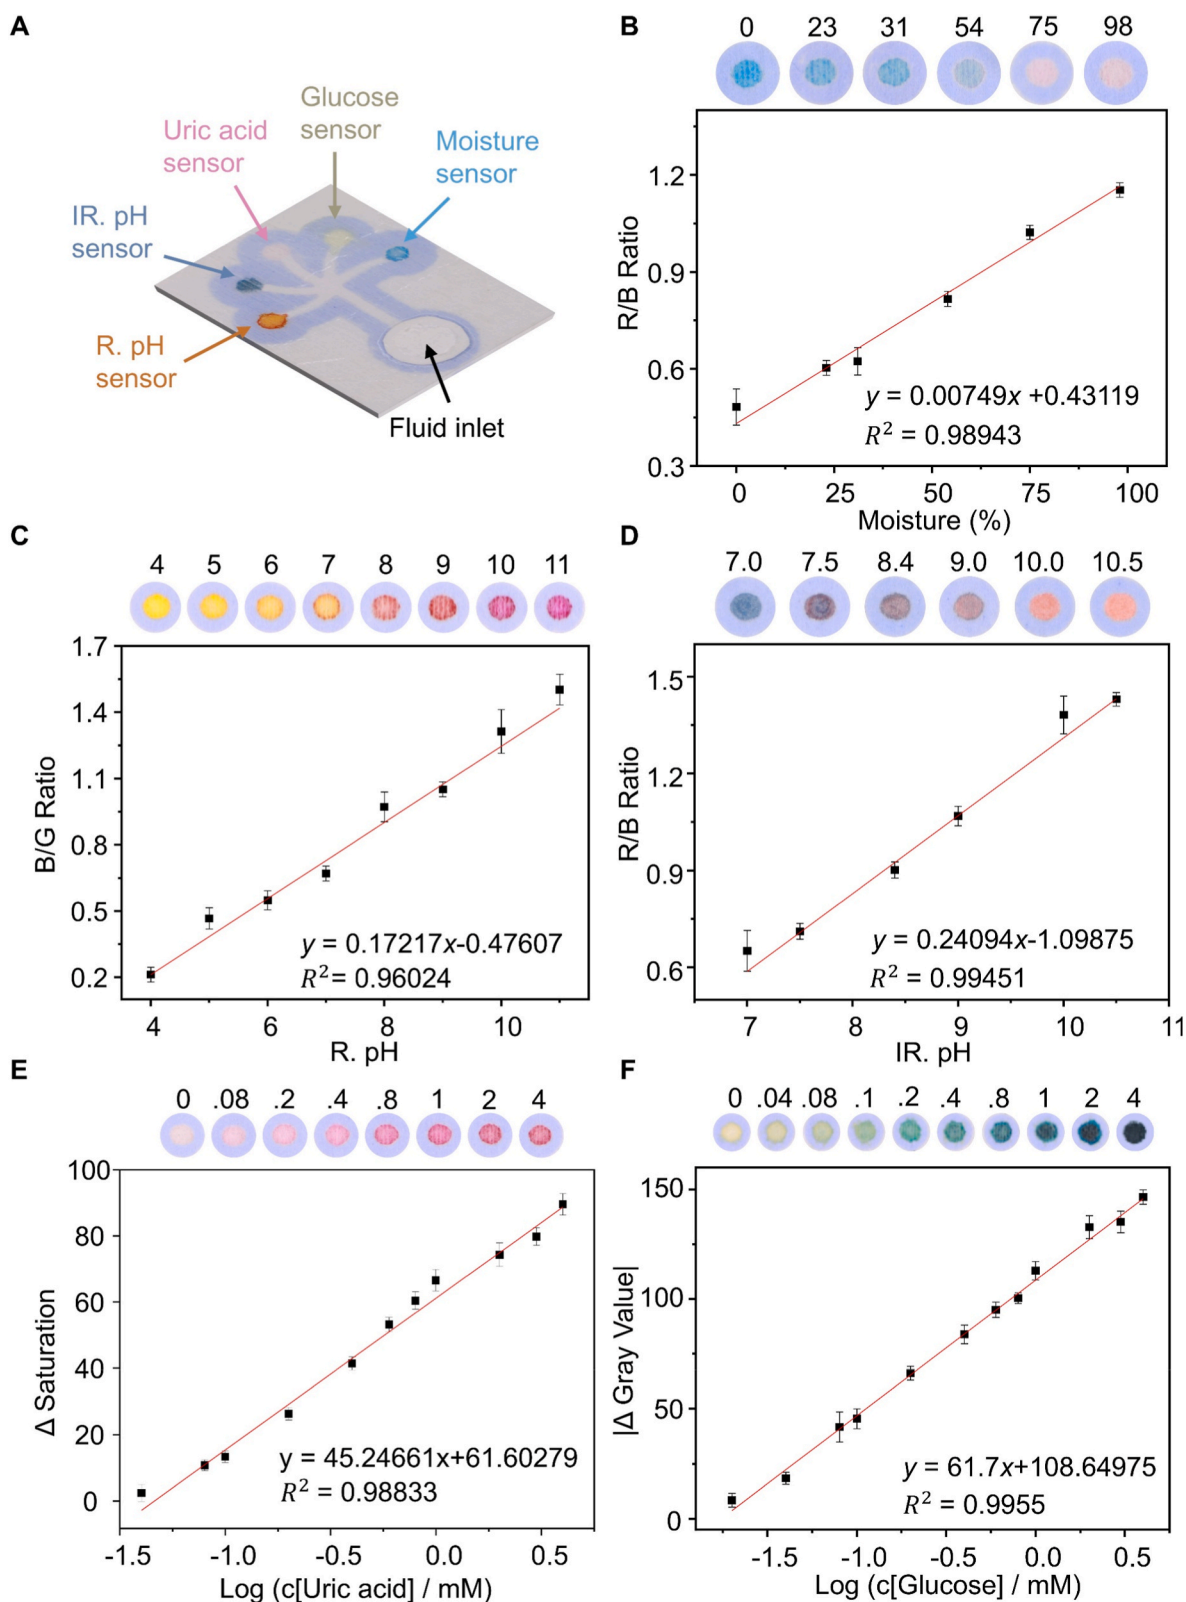 A
Glucose
sensor
Uric acid
sensor
Moisture
sensor
IR. pH
sensor
R. pH
sensor
Fluid inlet
B
0 23 31 54 75 98
R/B Ratio
1.2
0.9
0.6
0.3
y = 0.00749x +0.43119
R² = 0.98943
0 25 50 75 100
Moisture (%)
C
4 5 6 7 8 9 10 11
B/G Ratio
1.7
1.4
1.1
0.8
0.5
0.2
y = 0.17217x-0.47607
R²= 0.96024
4 6 8 10
R. pH
D
7.0 7.5 8.4 9.0 10.0 10.5
R/B Ratio
1.5
1.2
0.9
0.6
y = 0.24094x-1.09875
R² = 0.99451
7 8 9 10 11
IR. pH
E
0 .08 .2 .4 .8 1 2 4
Δ Saturation
100
80
60
40
20
0
y = 45.24661x+61.60279
R² = 0.98833
-1.5 -1.0 -0.5 0.0 0.5
Log (c[Uric acid] / mM)
F
0 .04 .08 .1 .2 .4 .8 1 2 4
|Δ Gray Value|
150
100
50
0
y = 61.7x+108.64975
R² = 0.9955
-1.5 -1.0 -0.5 0.0 0.5
Log (c[Glucose] / mM)